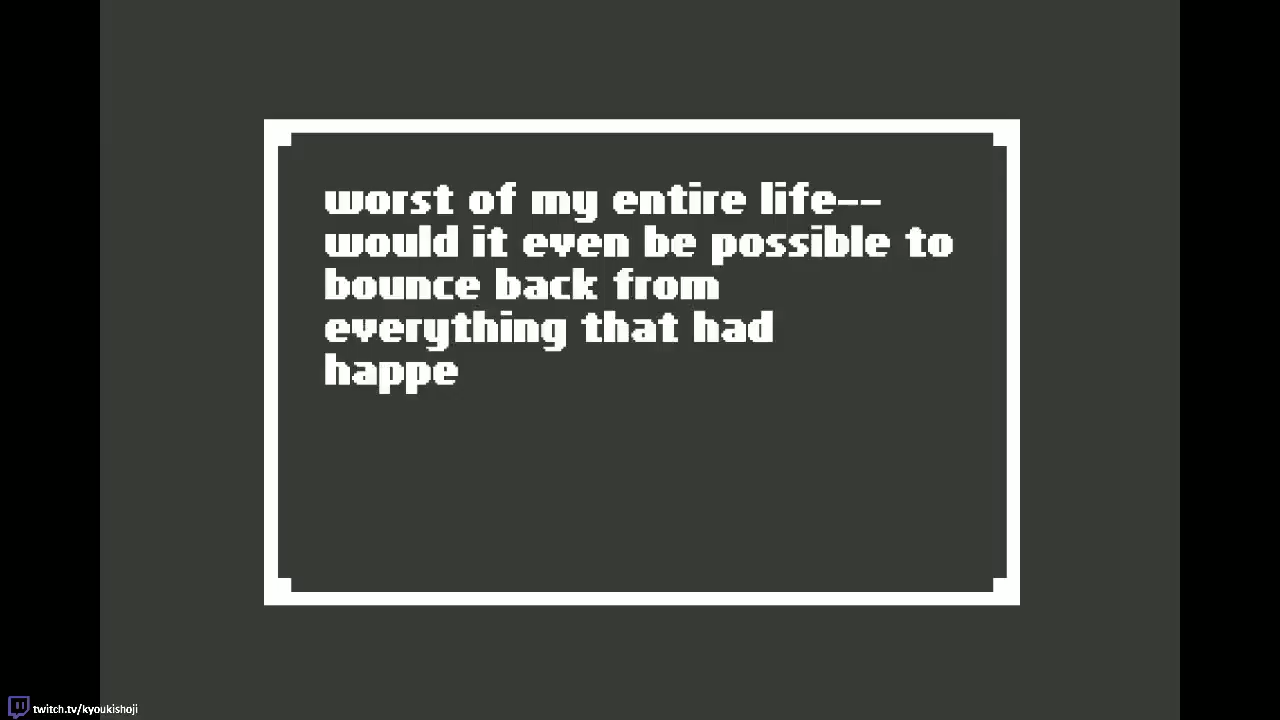 worst of my entire life--
would it even be possible to
bounce back from
everything that had
happe
twitch.tv/kyoukishoji